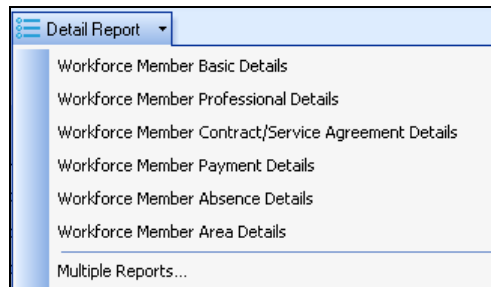 Detail Report
Workforce Member Basic Details
Workforce Member Professional Details
Workforce Member Contract/Service Agreement Details
Workforce Member Payment Details
Workforce Member Absence Details
Workforce Member Area Details
Multiple Reports...